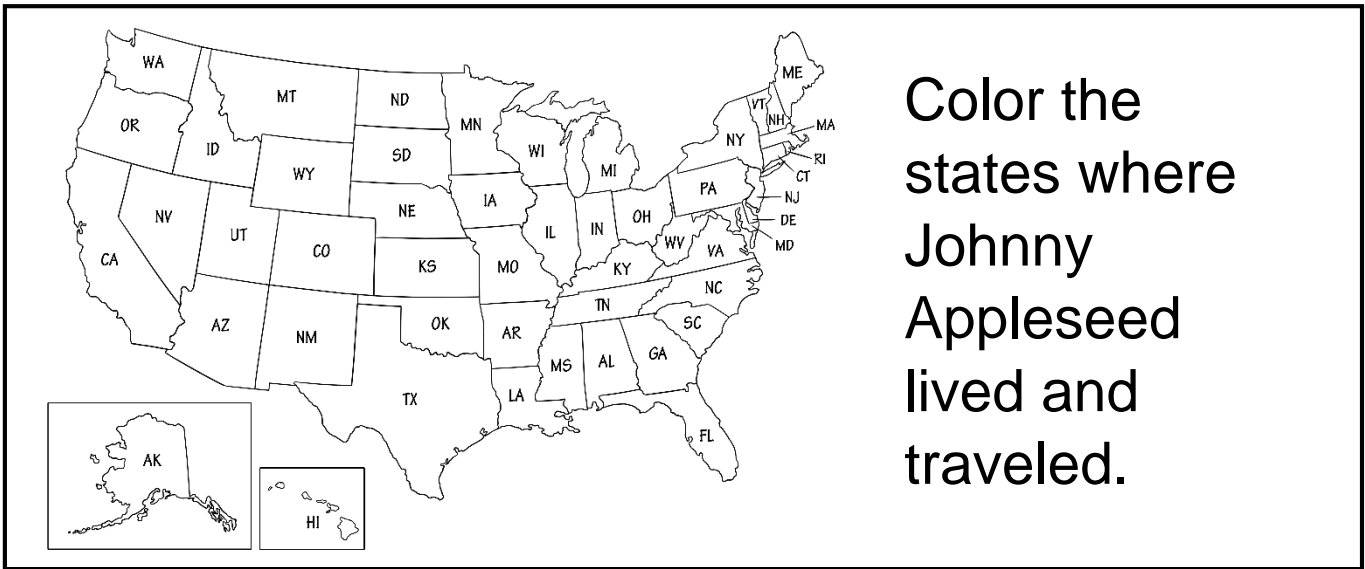 WA
MT
ND
MN
ME
VT
NH
MA
OR
ID
SD
WI
MI
NY
RI
CT
WY
IA
PA
NJ
NV
NE
IL
IN
OH
DE
UT
CO
WV
MD
CA
KS
MO
KY
VA
NC
TN
AZ
NM
OK
AR
SC
MS
AL
GA
TX
LA
FL
AK
HI
Color the
states where
Johnny
Appleseed
lived and
traveled.